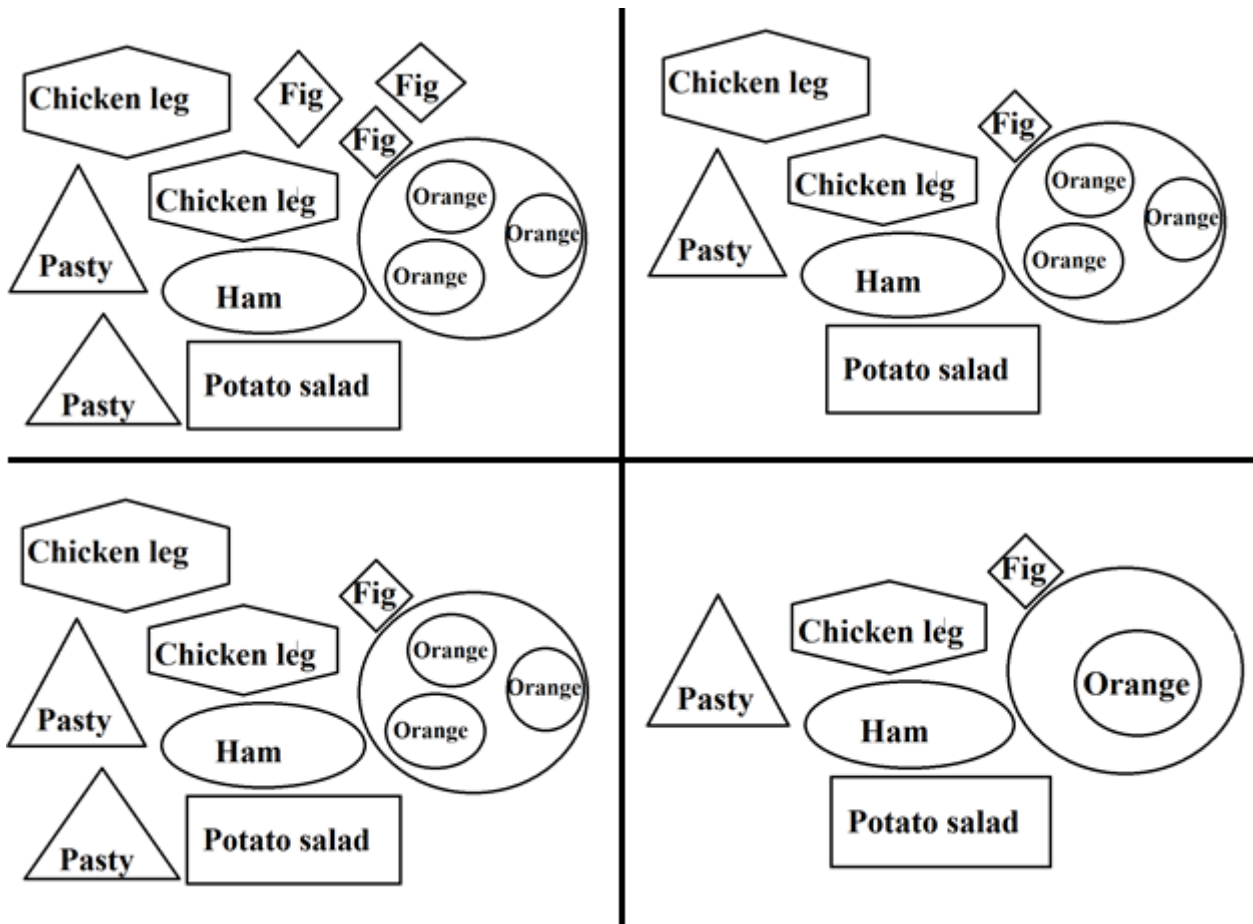 Chicken leg
Fig
Fig
Fig
Chicken leg
Orange
Orange
Orange
Pasty
Ham
Pasty
Potato salad
Chicken leg
Fig
Chicken leg
Orange
Orange
Orange
Pasty
Ham
Potato salad
Chicken leg
Fig
Chicken leg
Orange
Orange
Orange
Pasty
Ham
Pasty
Potato salad
Fig
Chicken leg
Orange
Pasty
Ham
Potato salad